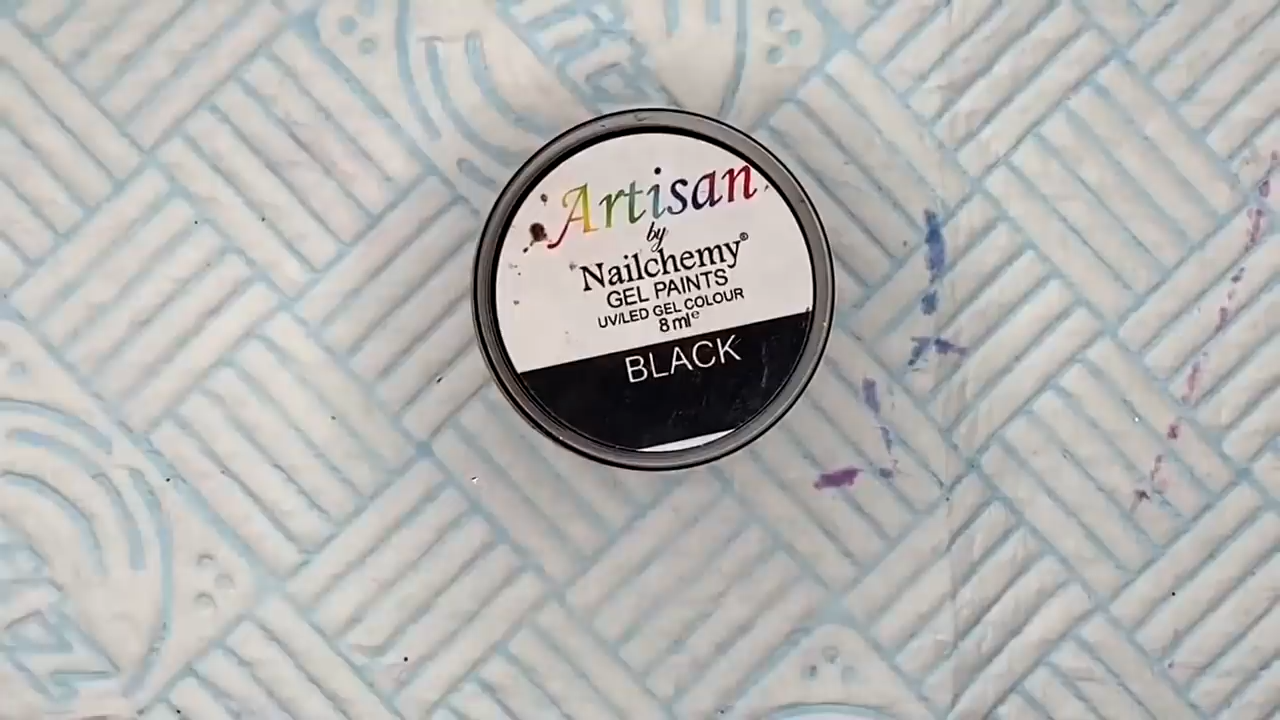 Artisan
by
Nailchemy®
GEL PAINTS
UV/LED GEL COLOUR
8 ml e
BLACK